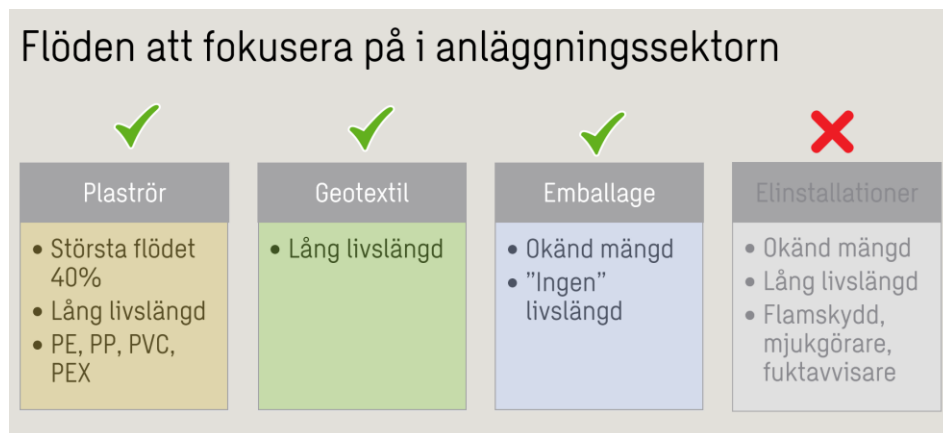 Flöden att fokusera på i anläggningssektorn
Plaströr
• Största flödet
40%
• Lång livslängd
• PE, PP, PVC,
PEX
Geotextil
• Lång livslängd
Emballage
• Okänd mängd
• ”Ingen”
livslängd
Elinstallationer
• Okänd mängd
• Lång livslängd
• Flamskydd,
mjukgörare,
fuktavvisare